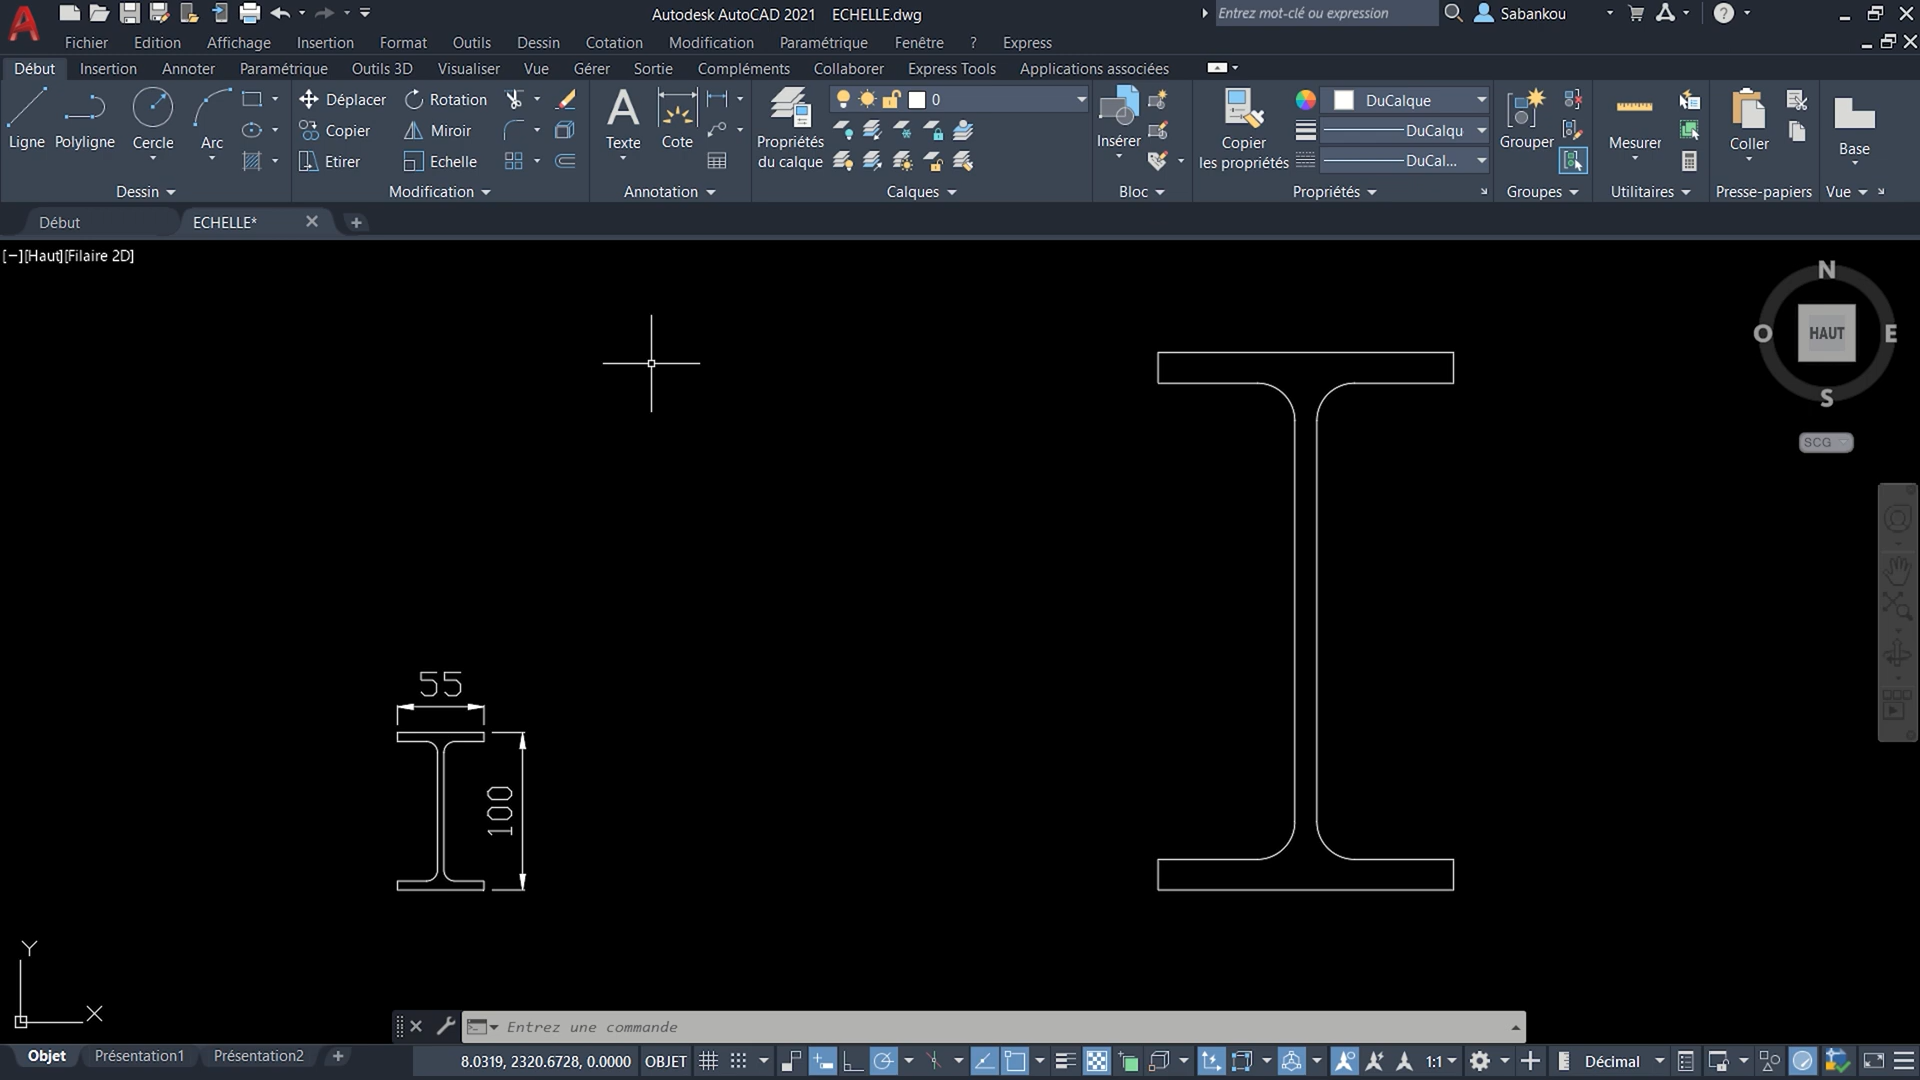 Autodesk AutoCAD 2021 ECHELLE.dwg
Entrez mot-clé ou expression
Sabankou
Fichier Edition Affichage Insertion Format Outils Dessin Cotation Modification Paramétrique Fenêtre ? Express
Début Insertion Annoter Paramétrique Outils 3D Visualiser Vue Gérer Sortie Compléments Collaborer Express Tools Applications associées
Ligne Polyligne Cercle Arc
Déplacer Rotation
Copier Miroir
Etirer Echelle
A
Texte Cote
Propriétés
du calque
0
Insérer
Copier
les propriétés
DuCalque
DuCalqu
DuCal...
Grouper
Mesurer
Coller
Base
Dessin Modification Annotation Calques Bloc Propriétés Groupes Utilitaires Presse-papiers Vue
Début ECHELLE*
[−][Haut][Filaire 2D]
N
O HAUT E
S
SCG
55
100
Y
X
Entrez une commande
Objet Présentation1 Présentation2 +
8.0319, 2320.6728, 0.0000 OBJET 1:1 Décimal